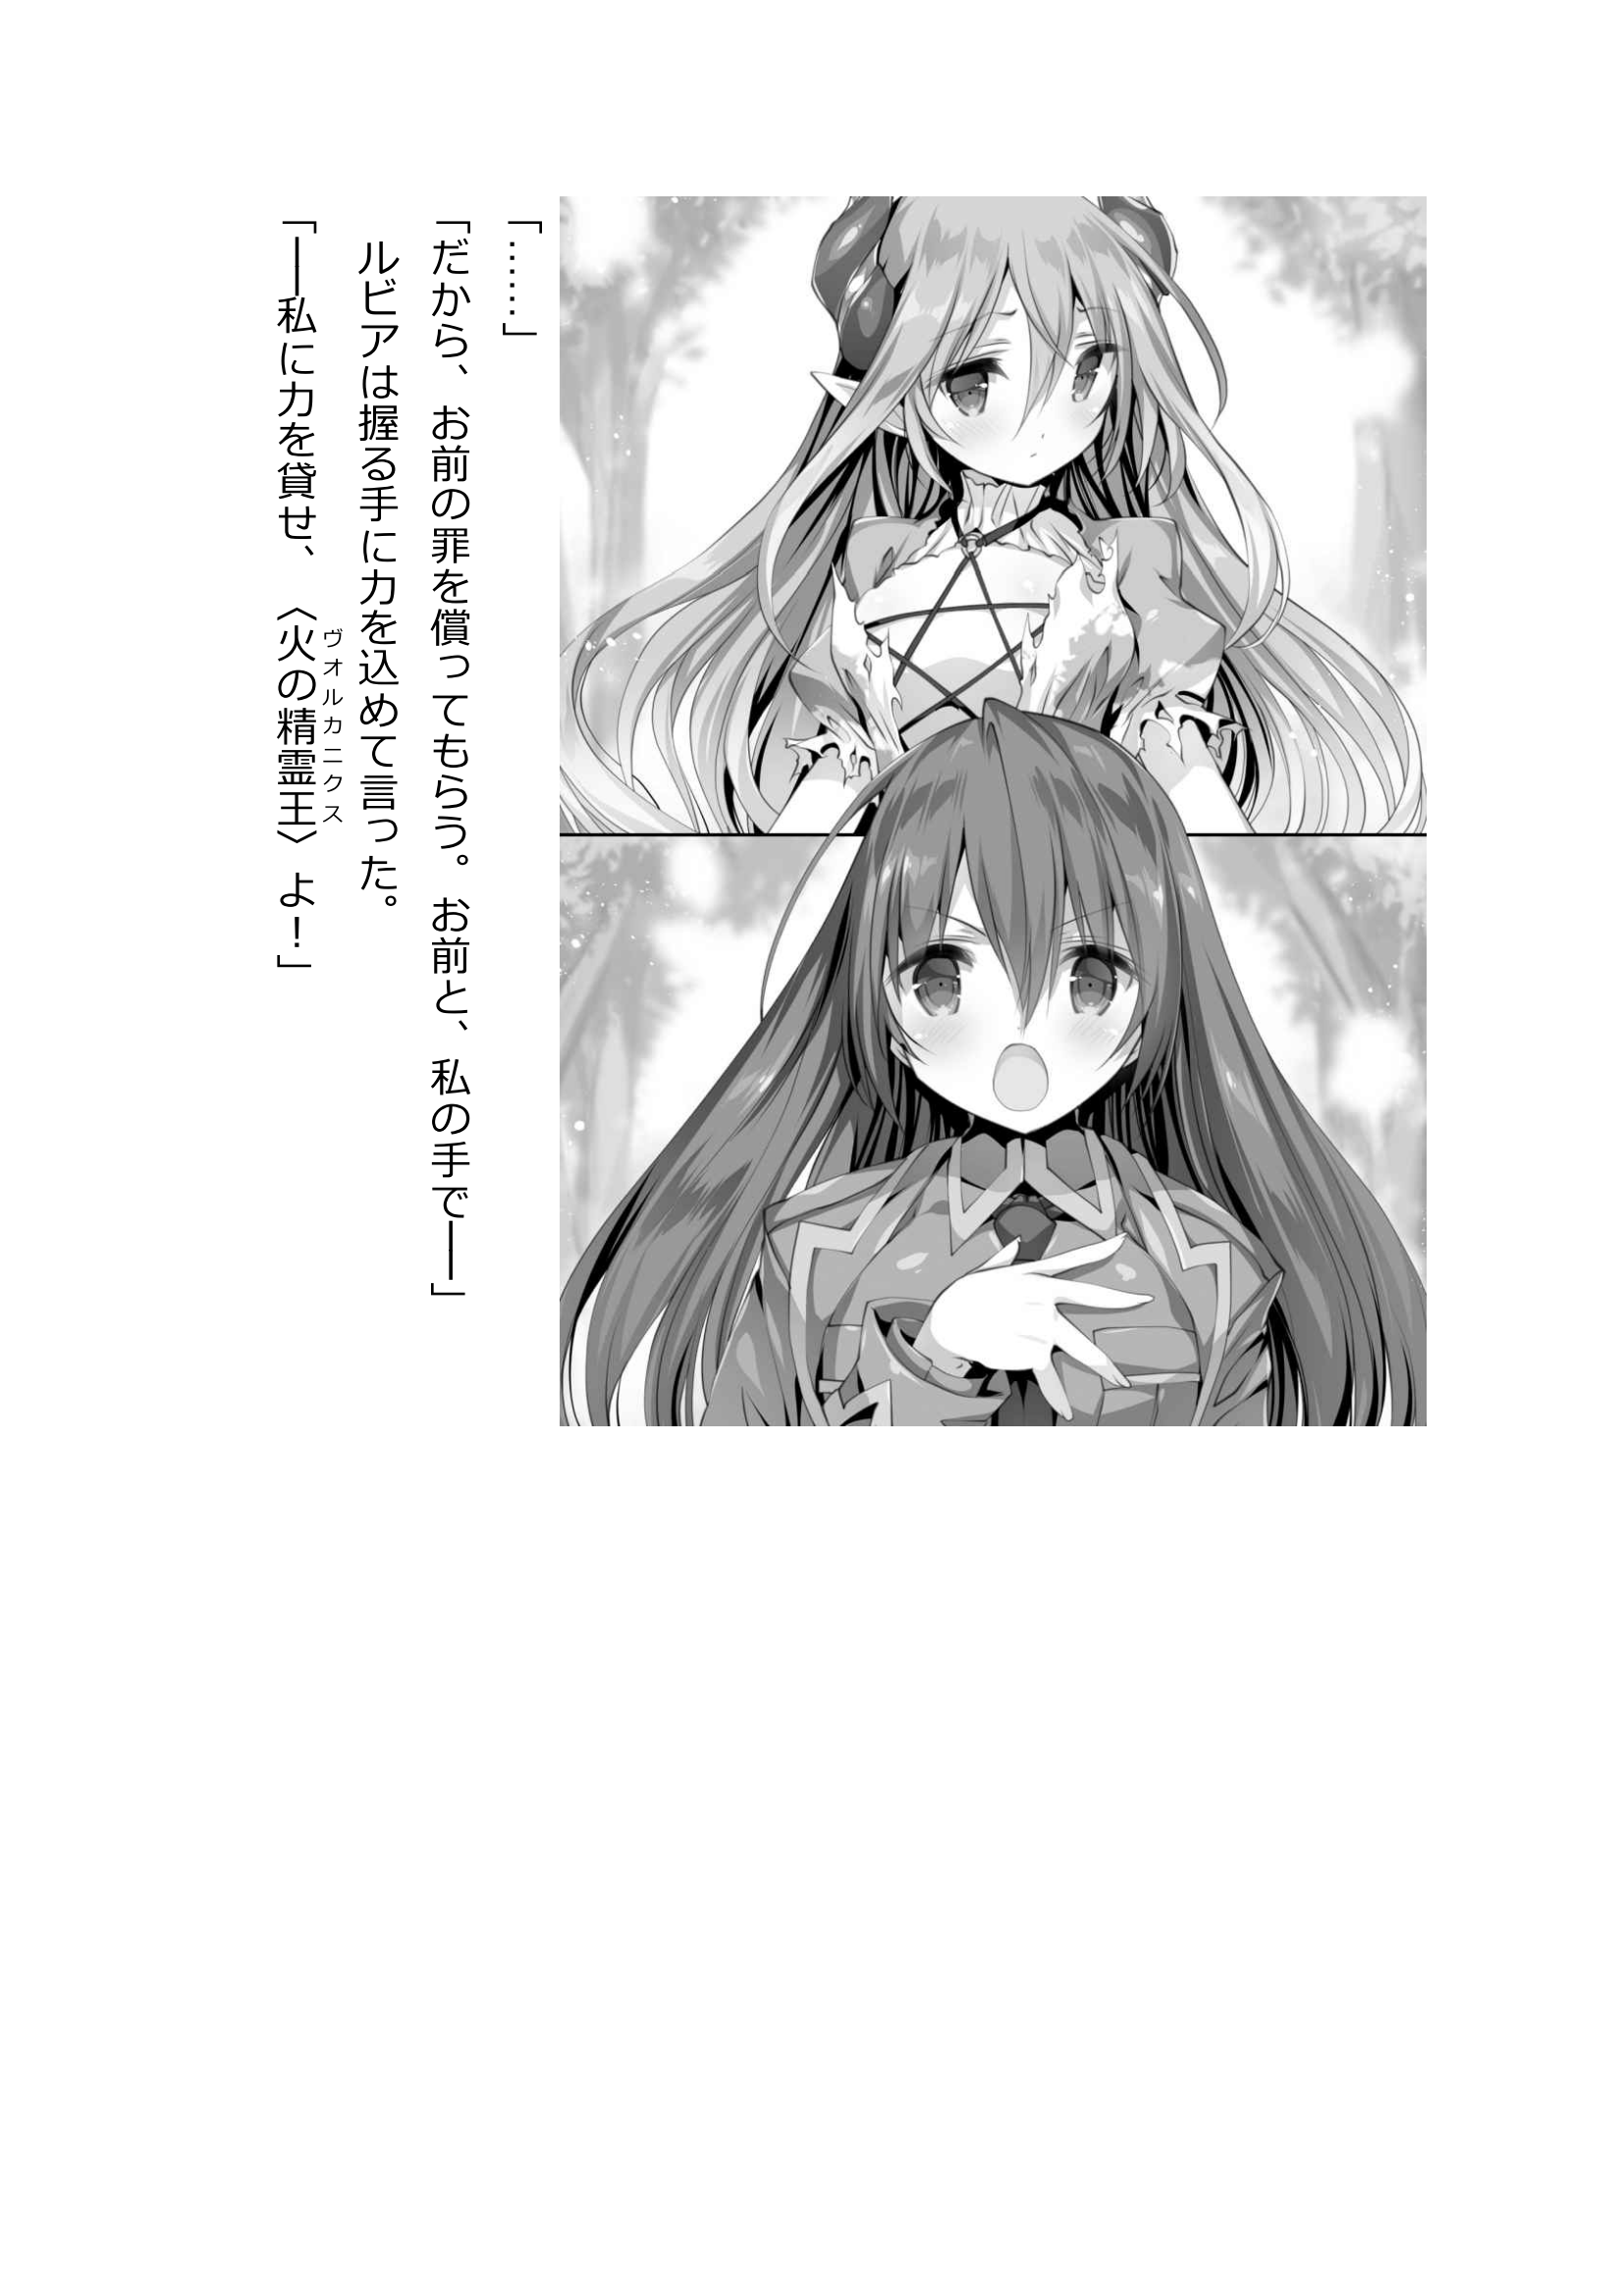 「……」
「だから、お前の罪を償ってもらう。お前と、私の手で――」
ルビアは握る手に力を込めて言った。
ヴォルカニクス
「――私に力を貸せ、〈火の精霊王〉よ！」